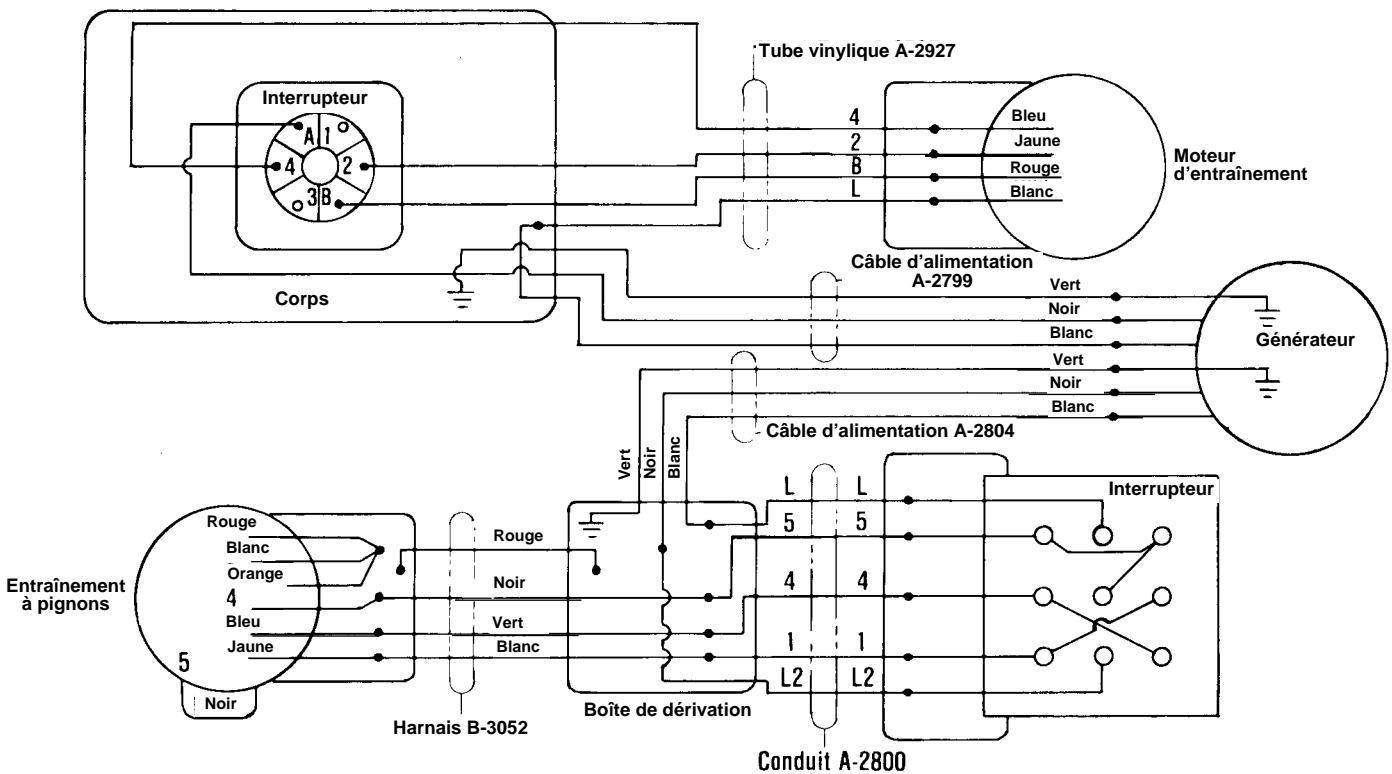 Tube vinylique A-2927
Interrupteur
A 1
4 2
3 B
Corps
4
2
B
L
Bleu
Jaune
Rouge
Blanc
Moteur
d'entraînement
Câble d'alimentation
A-2799
Vert
Noir
Blanc
Vert
Noir
Blanc
Générateur
Câble d'alimentation A-2804
Vert
Noir
Blanc
Entraînement
à pignons
Rouge
Blanc
Orange
4
Bleu
Jaune
5
Noir
Rouge
Noir
Vert
Blanc
Harnais B-3052
Boîte de dérivation
L L
5 5
4 4
1 1
L2 L2
Interrupteur
Conduit A-2800